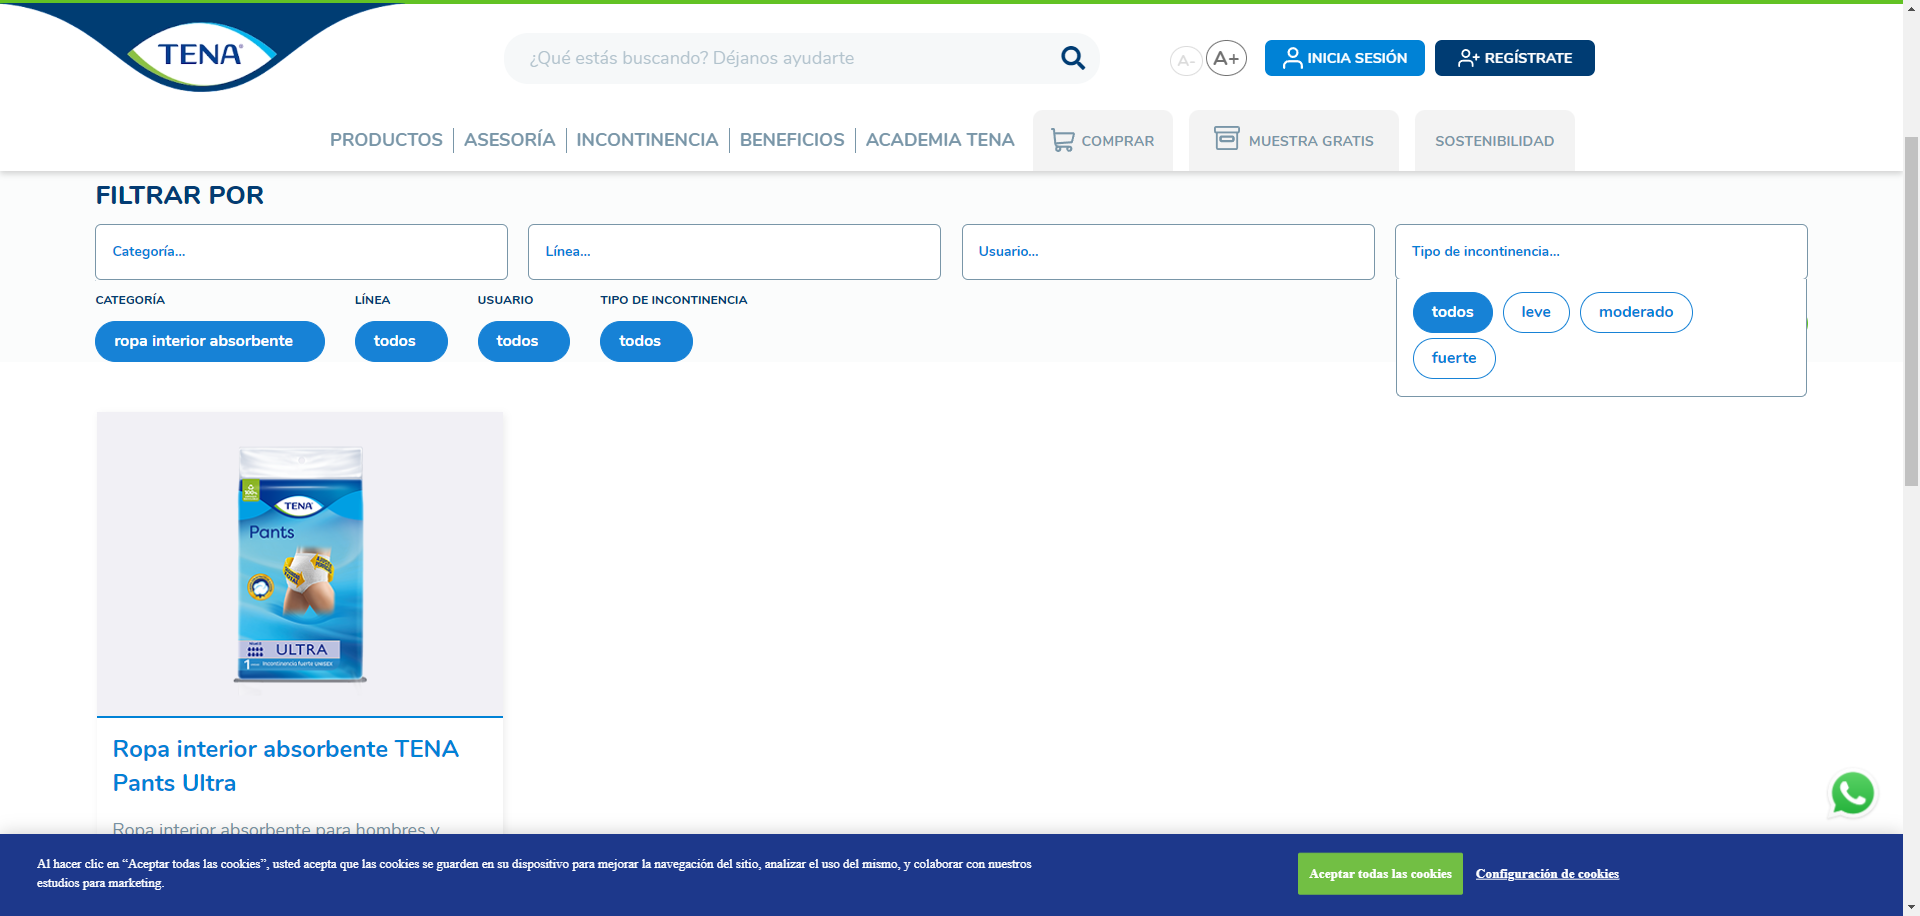 TENA
¿Qué estás buscando? Déjanos ayudarte
A-
A+
INICIA SESIÓN
REGÍSTRATE
PRODUCTOS
ASESORÍA
INCONTINENCIA
BENEFICIOS
ACADEMIA TENA
COMPRAR
MUESTRA GRATIS
SOSTENIBILIDAD
FILTRAR POR
Categoría...
Línea...
Usuario...
Tipo de incontinencia...
CATEGORÍA
LÍNEA
USUARIO
TIPO DE INCONTINENCIA
ropa interior absorbente
todos
todos
todos
todos
leve
moderado
fuerte
TENA
Pants
ULTRA
Incontinencia fuerte UNISEX
Ropa interior absorbente TENA
Pants Ultra
Ropa interior absorbente para hombres y
Al hacer clic en “Aceptar todas las cookies”, usted acepta que las cookies se guarden en su dispositivo para mejorar la navegación del sitio, analizar el uso del mismo, y colaborar con nuestros
estudios para marketing.
Aceptar todas las cookies
Configuración de cookies